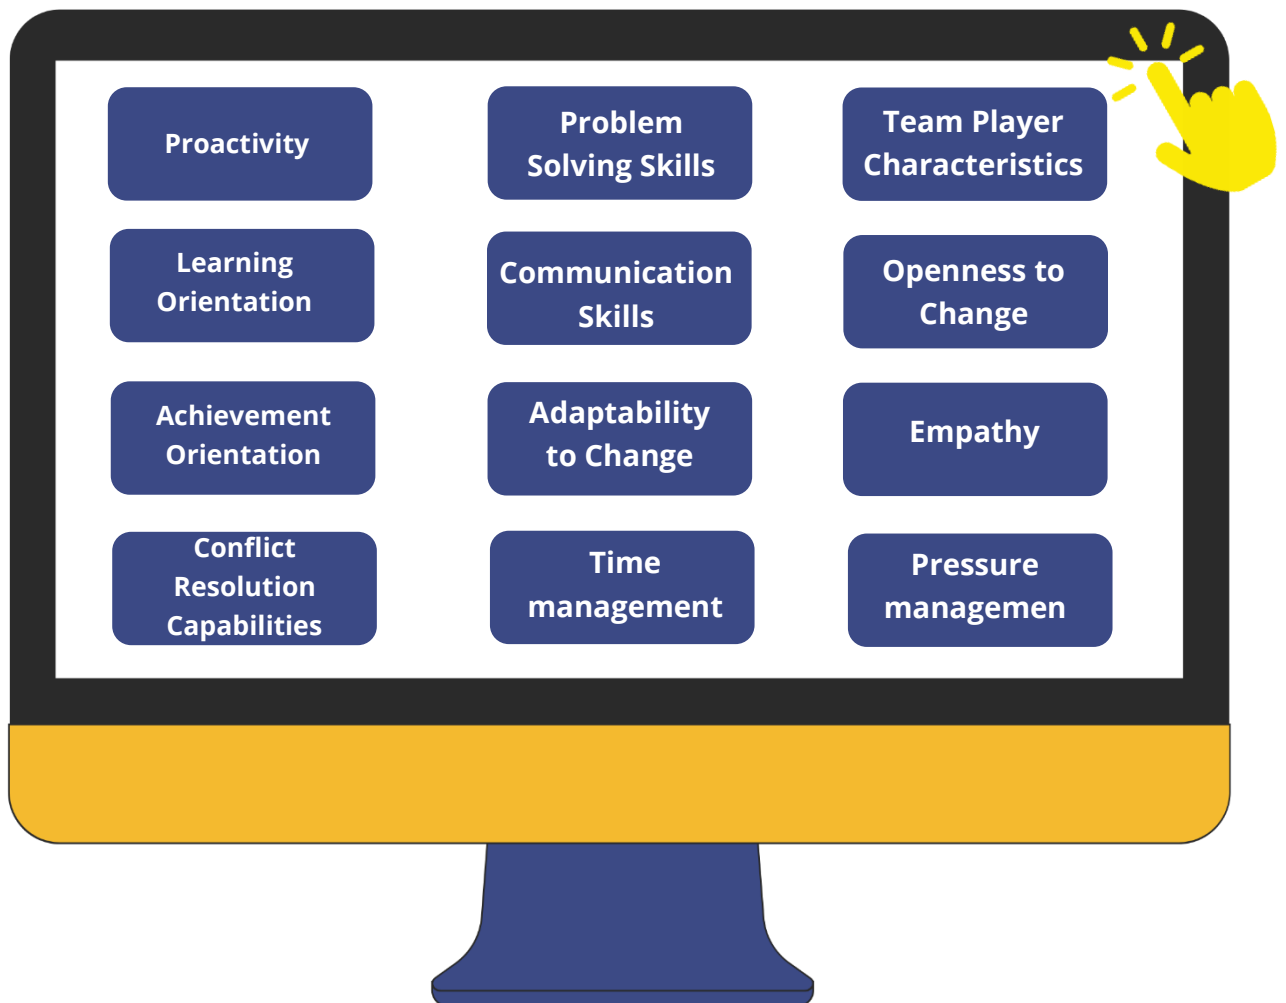 Proactivity
Problem
Solving Skills
Team Player
Characteristics
Learning
Orientation
Communication
Skills
Openness to
Change
Achievement
Orientation
Adaptability
to Change
Empathy
Conflict
Resolution
Capabilities
Time
management
Pressure
managemen